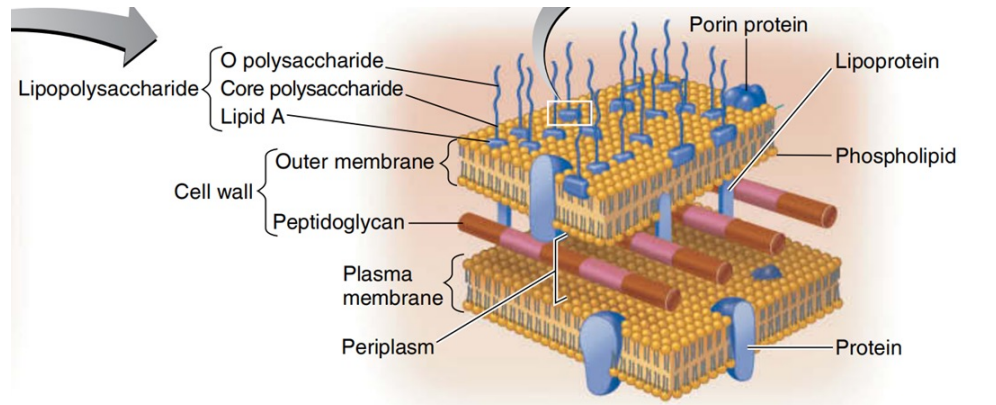 Porin protein
O polysaccharide
Lipopolysaccharide
Core polysaccharide
Lipid A
Lipoprotein
Outer membrane
Phospholipid
Cell wall
Peptidoglycan
Plasma
membrane
Periplasm
Protein